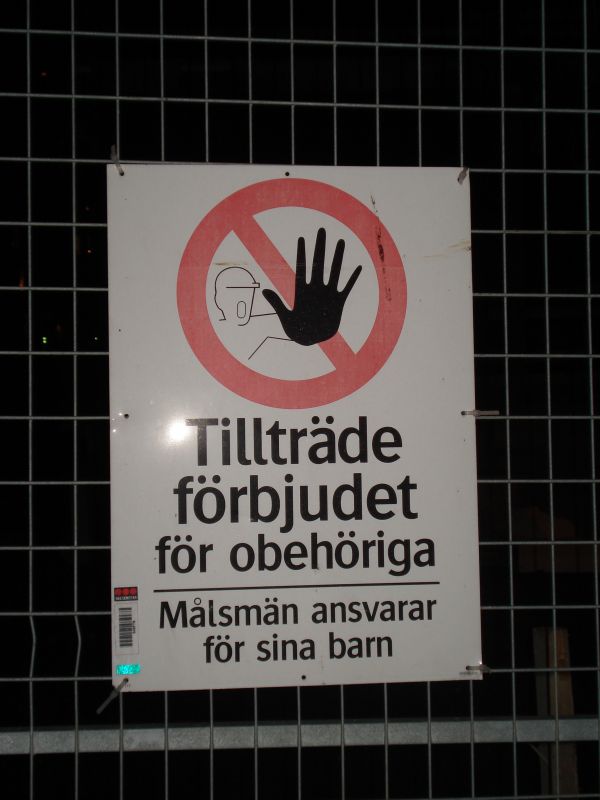 Tillträde
förbjudet
för obehöriga
Målsmän ansvarar
för sina barn